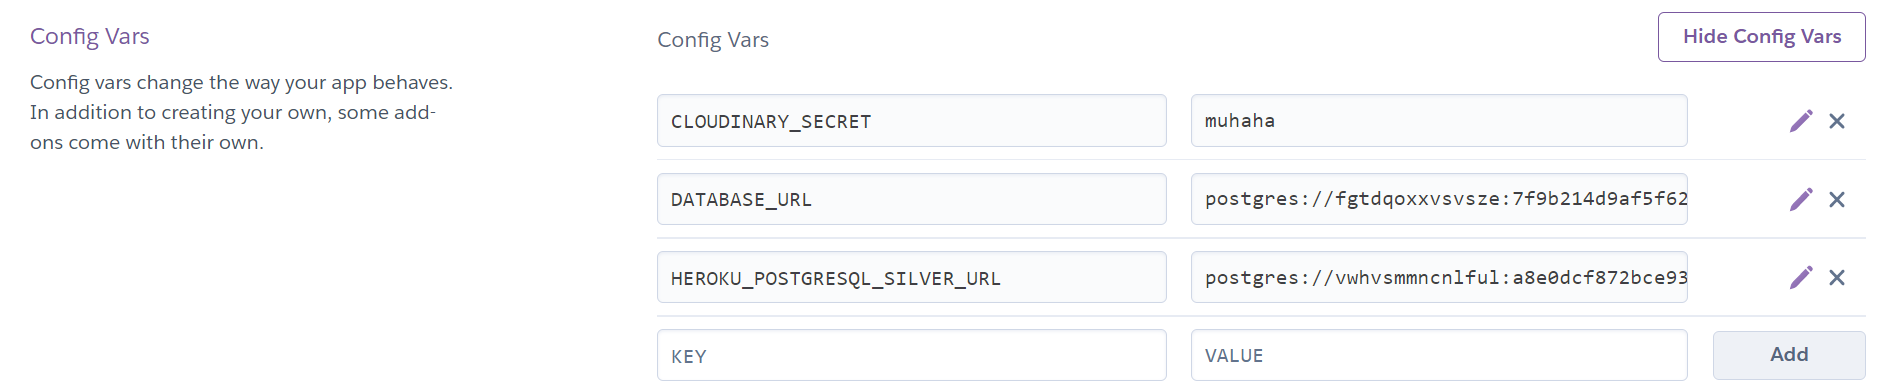 Config Vars
Config vars change the way your app behaves.
In addition to creating your own, some add-
ons come with their own.
Config Vars
Hide Config Vars
CLOUDINARY_SECRET muhaha
DATABASE_URL postgres://fgtdqoxxvsvsze:7f9b214d9af5f62
HEROKU_POSTGRESQL_SILVER_URL postgres://vwhvsmmncnlful:a8e0dcf872bce93
KEY VALUE Add